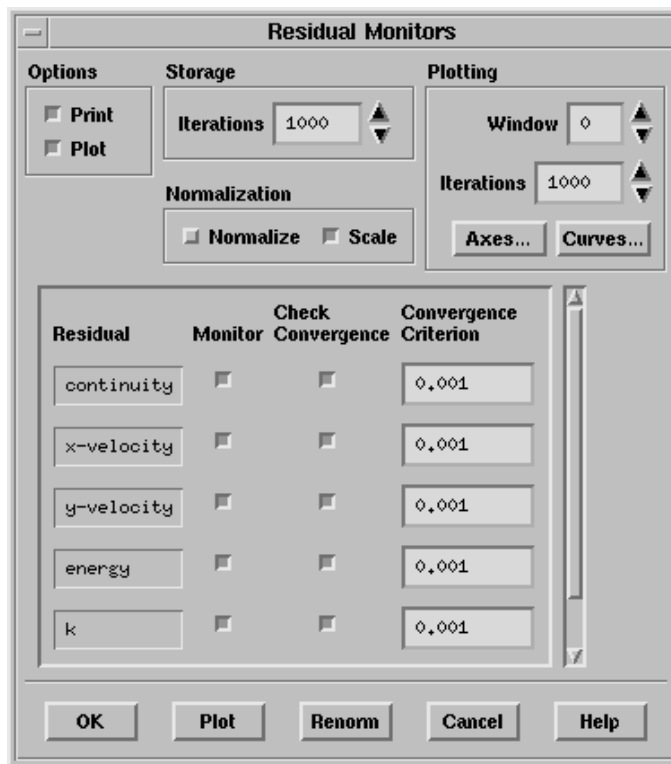 Residual Monitors
Options
Print
Plot
Storage
Iterations 1000
Normalization
Normalize Scale
Plotting
Window 0
Iterations 1000
Axes... Curves...
Residual Monitor Check Convergence Convergence Criterion
continuity 0.001
x-velocity 0.001
y-velocity 0.001
energy 0.001
k 0.001
OK Plot Renorm Cancel Help